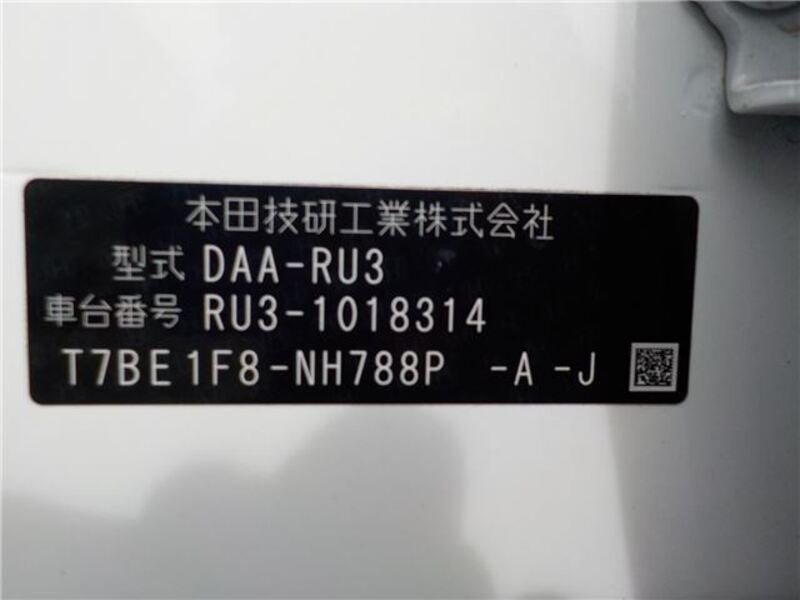 本田技研工業株式会社
型式 DAA-RU3
車台番号 RU3-1018314
T7BE1F8-NH788P -A -J